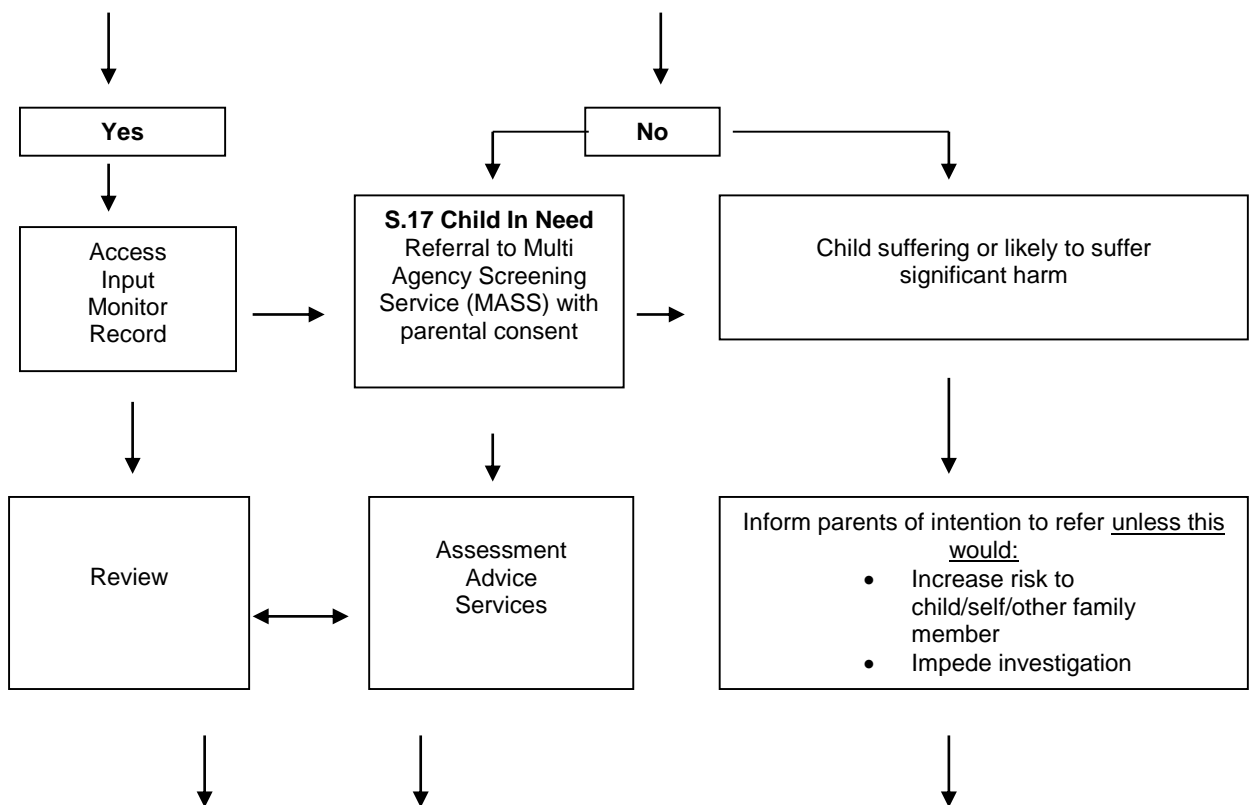 Yes
No
Access
Input
Monitor
Record
S.17 Child In Need
Referral to Multi
Agency Screening
Service (MASS) with
parental consent
Child suffering or likely to suffer
significant harm
Review
Assessment
Advice
Services
Inform parents of intention to refer unless this
would:
• Increase risk to
child/self/other family
member
• Impede investigation